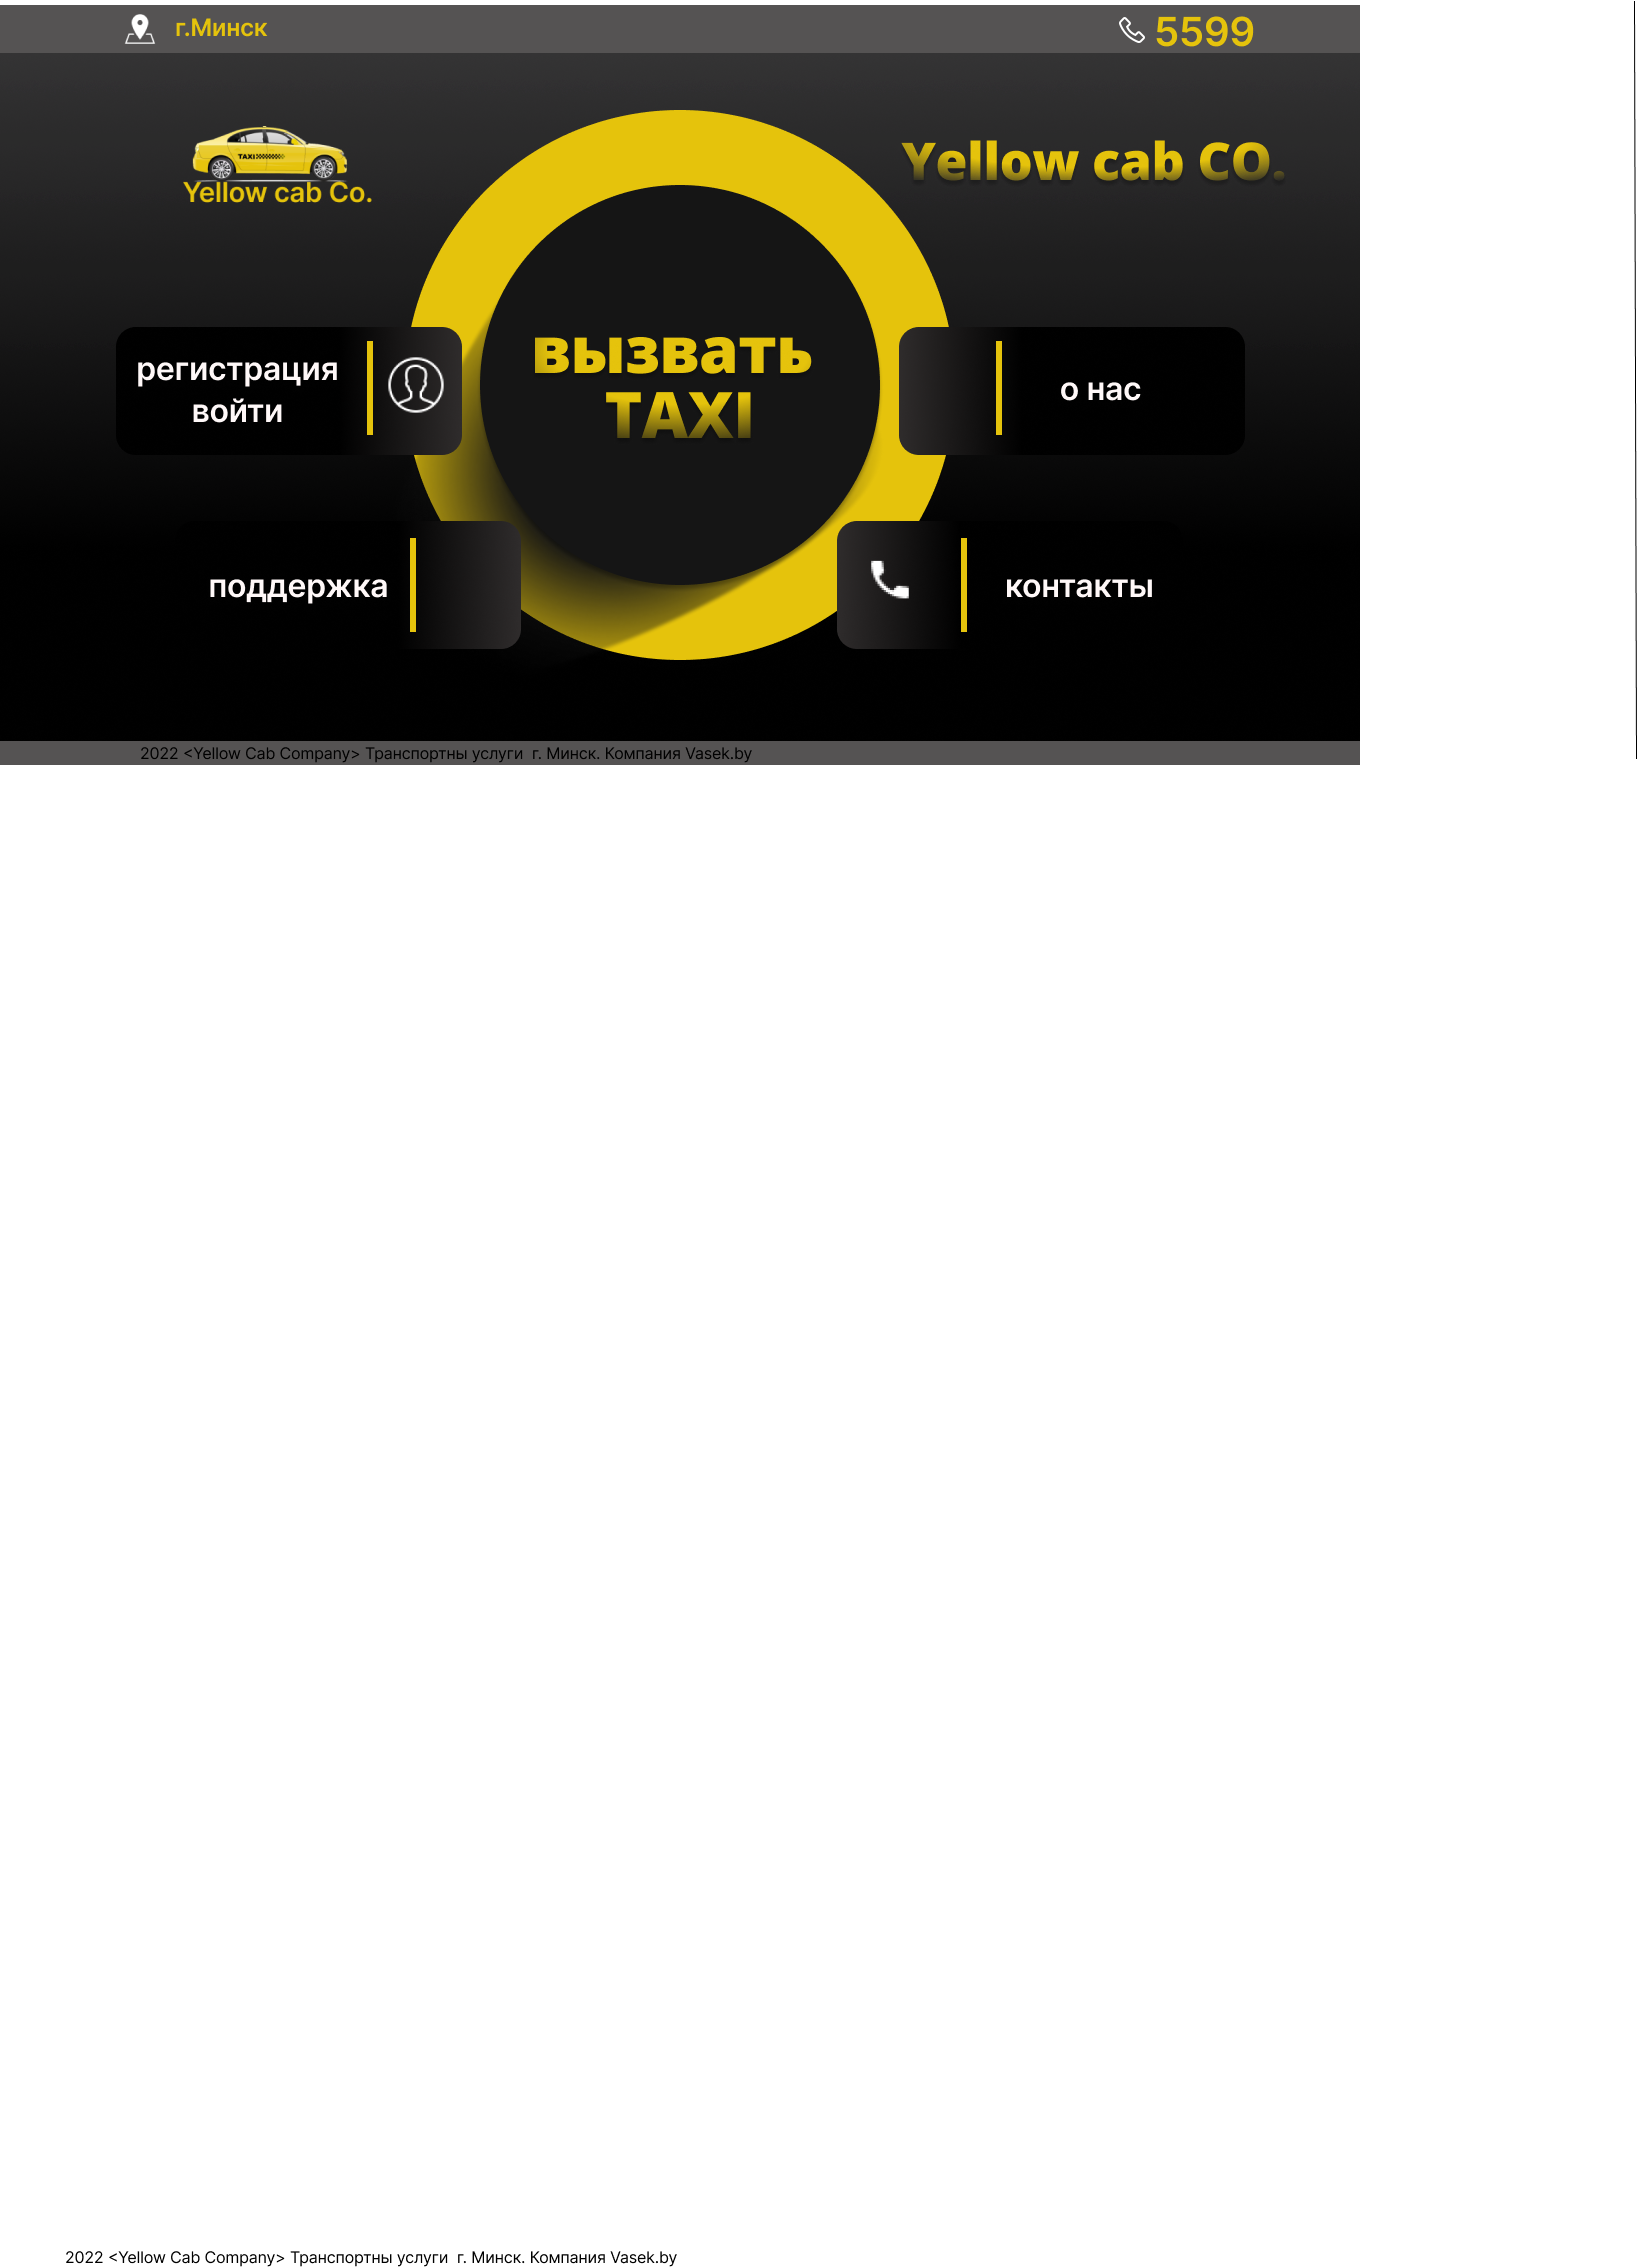 г.Минск
5599
TAXI
Yellow cab Co.
Yellow cab CO.
вызвать
TAXI
регистрация
войти
о нас
поддержка
контакты
2022 <Yellow Cab Company> Транспортны услуги  г. Минск. Компания Vasek.by
2022 <Yellow Cab Company> Транспортны услуги  г. Минск. Компания Vasek.by